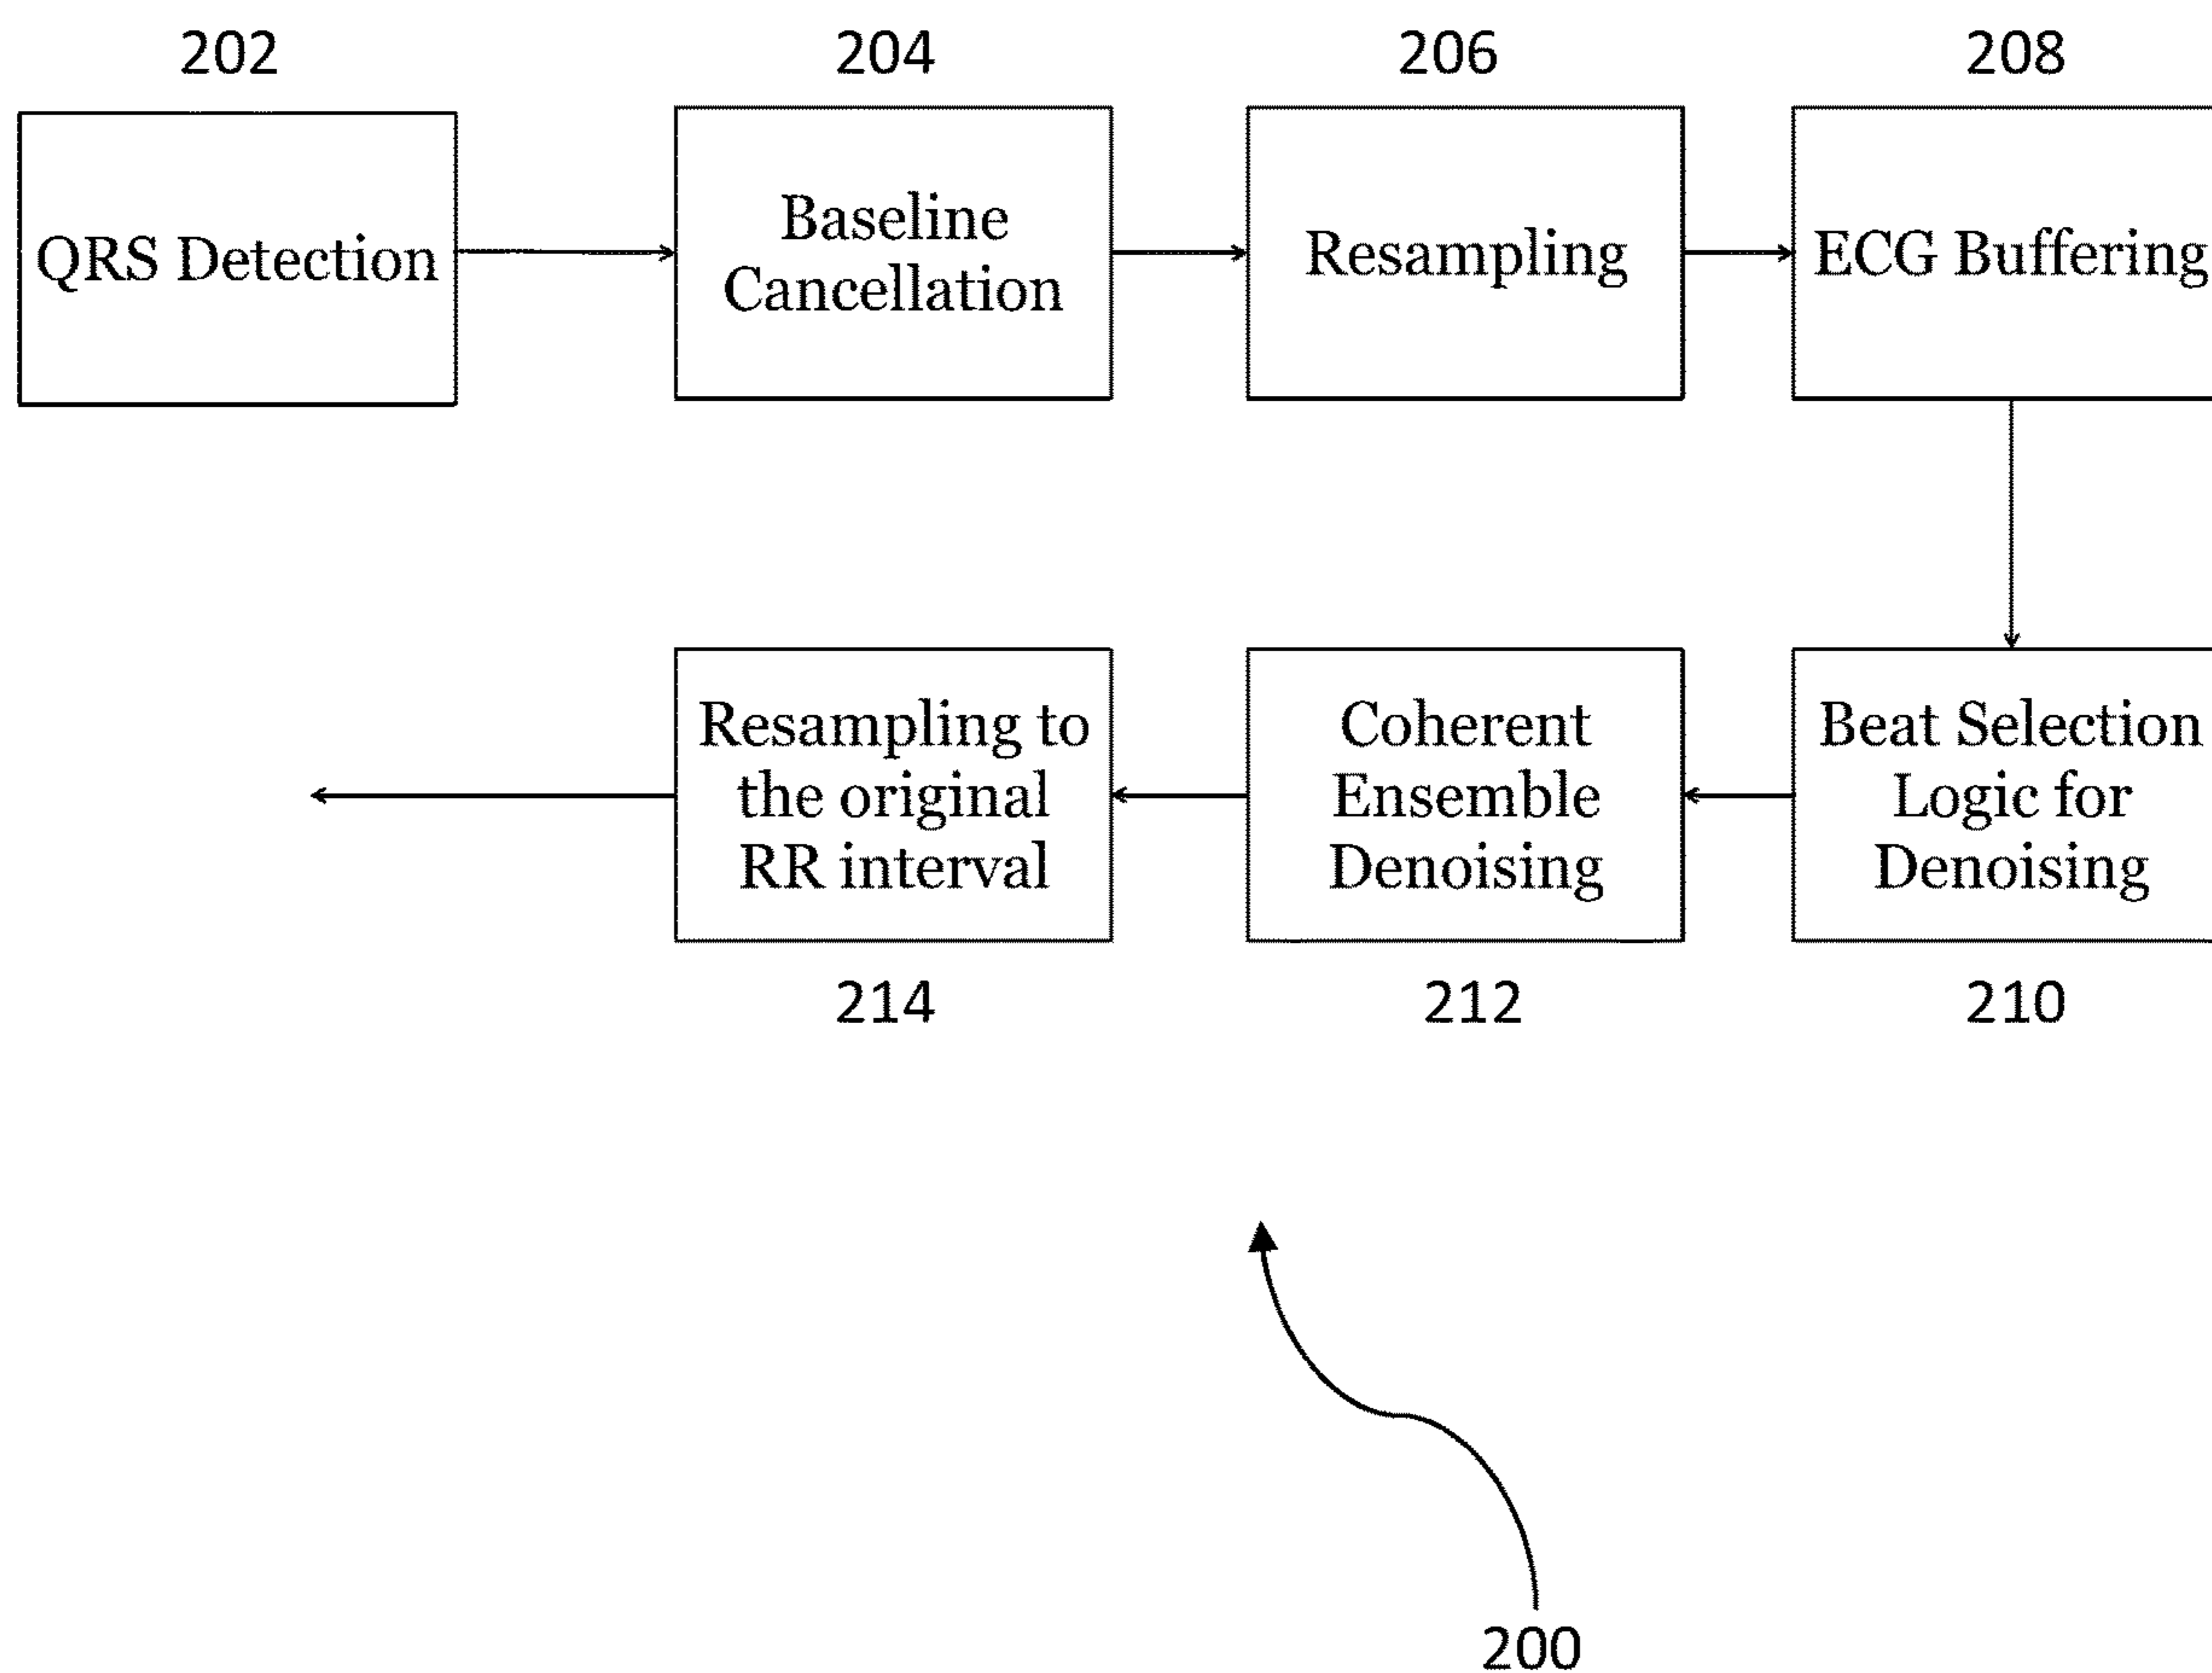 202
204
206
208
QRS Detection
Baseline
Cancellation
Resampling
ECG Buffering
Resampling to
the original
RR interval
Coherent
Ensemble
Denoising
Beat Selection
Logic for
Denoising
214
212
210
200